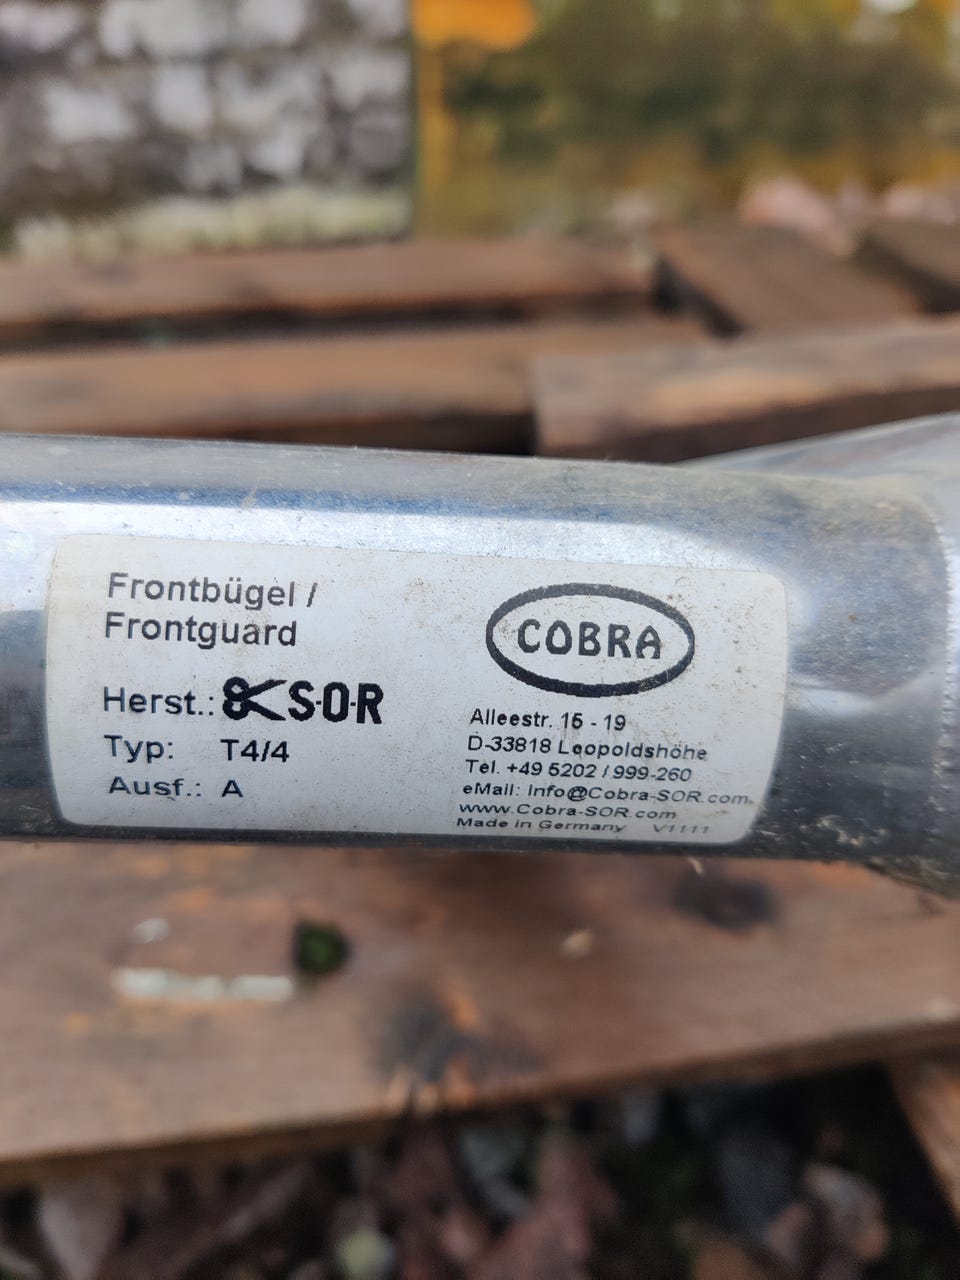 Frontbügel /
Frontguard
Herst.: S·O·R
Typ: T4/4
Ausf.: A
COBRA
Alleestr. 15 - 19
D-33818 Leopoldshöhe
Tel. +49 5202 / 999-260
eMail: Info@Cobra-SOR.com
www.Cobra-SOR.com
Made in Germany V1111